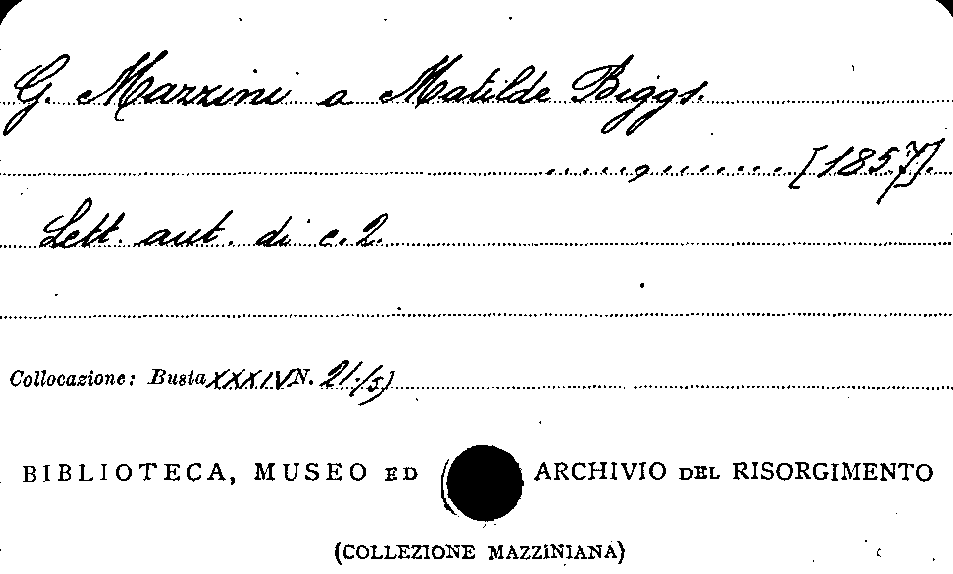 G. Mazzini a Matilde Biggs.
......, ....... [1857].
Lett. aut. di c. 2.
Collocazione: Busta XXXIV N. 21/5)
BIBLIOTECA, MUSEO ED ARCHIVIO DEL RISORGIMENTO
(COLLEZIONE MAZZINIANA)